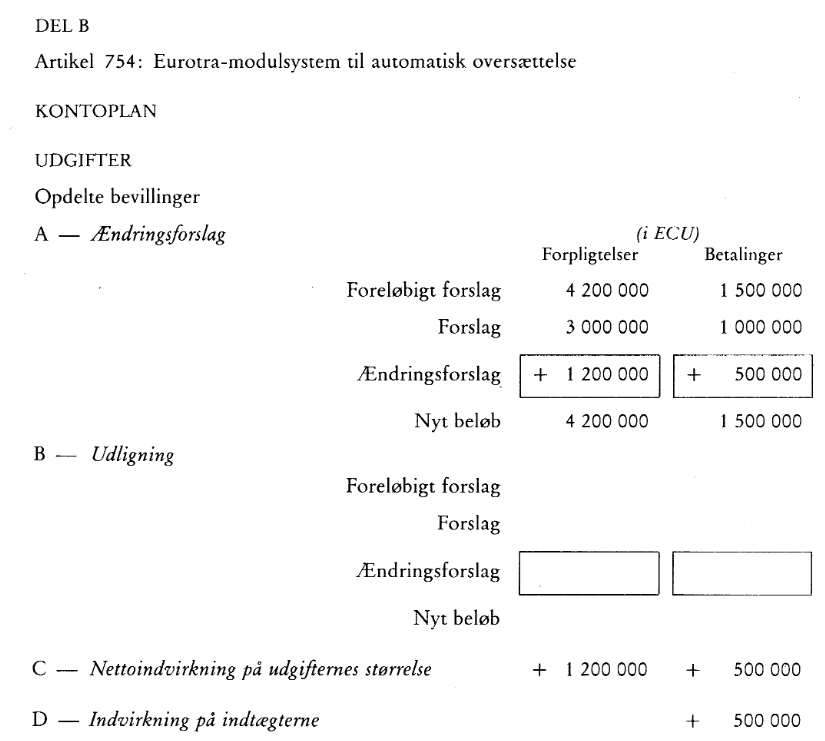 DEL B
Artikel 754: Eurotra-modulsystem til automatisk oversættelse
KONTOPLAN
UDGIFTER
Opdelte bevillinger
A — Ændringsforslag (i ECU)
Forpligtelser Betalinger
Foreløbigt forslag 4 200 000 1 500 000
Forslag 3 000 000 1 000 000
Ændringsforslag + 1 200 000 + 500 000
Nyt beløb 4 200 000 1 500 000
B — Udligning
Foreløbigt forslag
Forslag
Ændringsforslag
Nyt beløb
C — Nettoindvirkning på udgifternes størrelse + 1 200 000 + 500 000
D — Indvirkning på indtægterne + 500 000